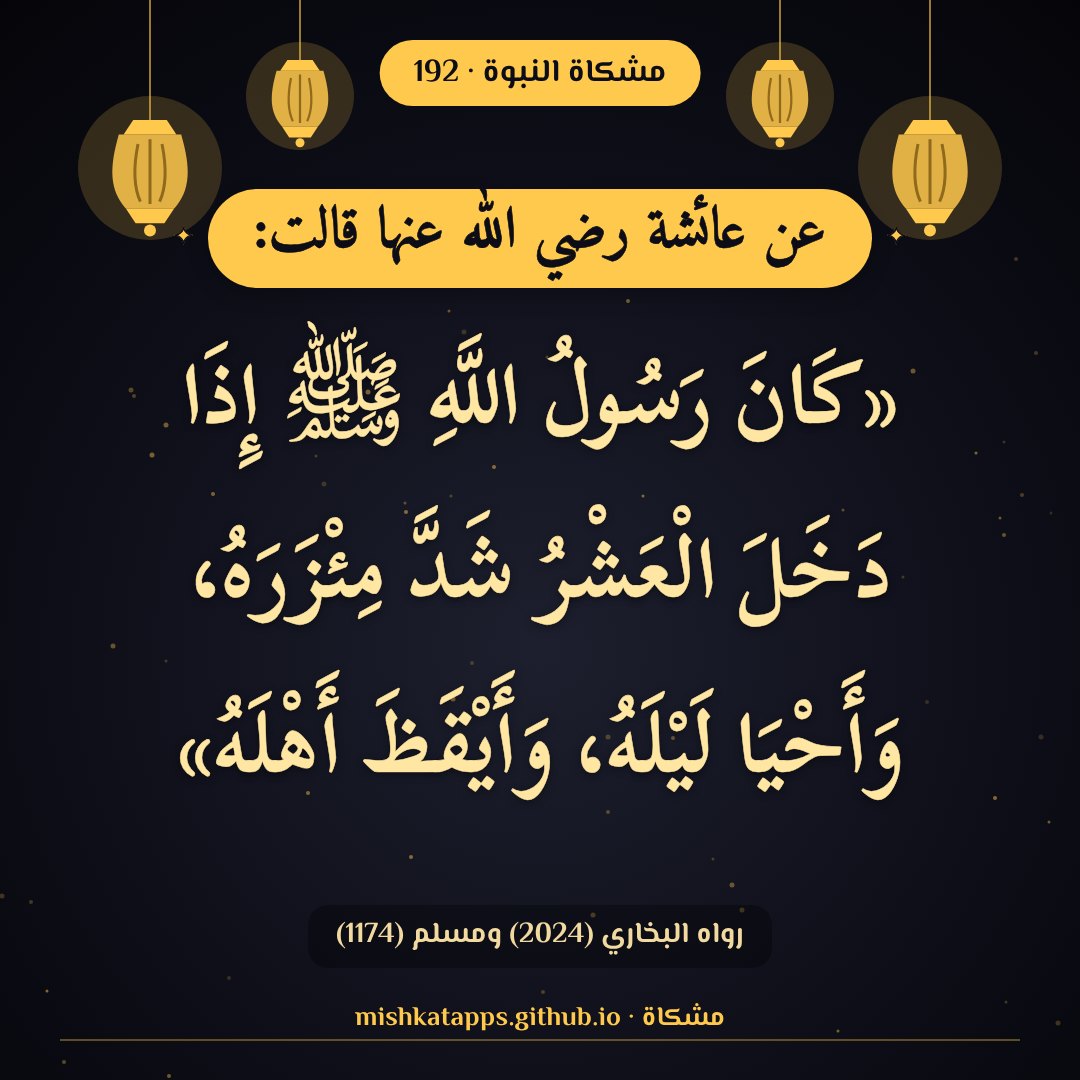 مشكاة النبوة · 192
عن عائشة رضي الله عنها قالت:
«كَانَ رَسُولُ اللَّهِ ﷺ إِذَا
دَخَلَ الْعَشْرُ شَدَّ مِئْزَرَهُ،
وَأَحْيَا لَيْلَهُ، وَأَيْقَظَ أَهْلَهُ»
رواه البخاري (2024) ومسلم (1174)
مشكاة · mishkatapps.github.io